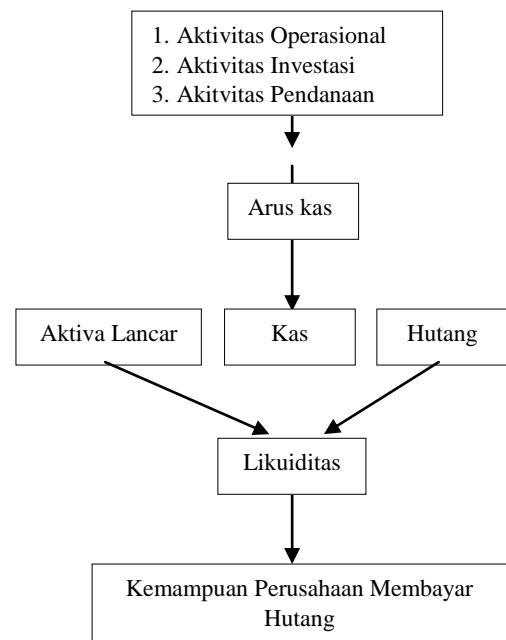 1. Aktivitas Operasional
2. Aktivitas Investasi
3. Akitvitas Pendanaan
Arus kas
Aktiva Lancar
Kas
Hutang
Likuiditas
Kemampuan Perusahaan Membayar
Hutang